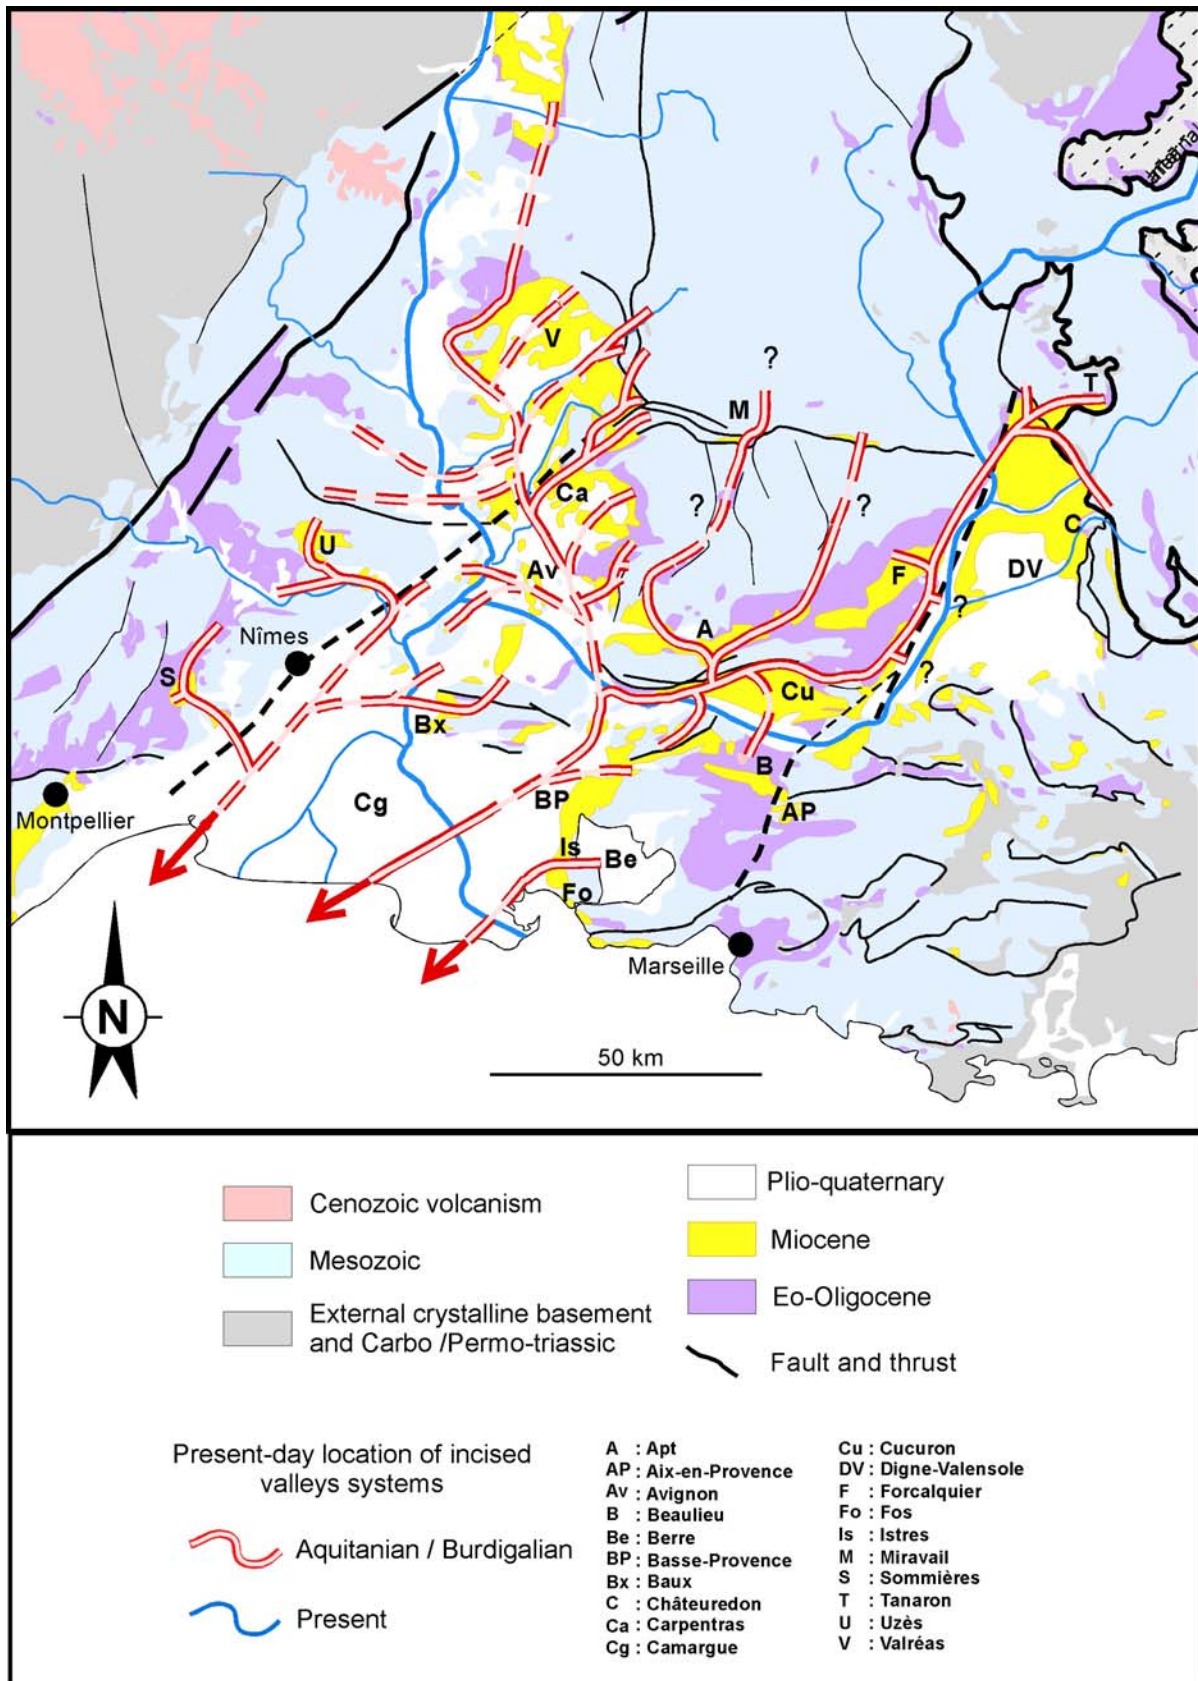 V
?
M
T
Ca
?
?
U
C
Av
F
DV
?
A
Nîmes
S
?
Cu
Bx
B
Cg
BP
AP
Montpellier
Is
Be
Fo
Marseille
N
50 km
Cenozoic volcanism
Mesozoic
External crystalline basement
and Carbo /Permo-triassic
Plio-quaternary
Miocene
Eo-Oligocene
Fault and thrust
Present-day location of incised
valleys systems
Aquitanian / Burdigalian
Present
A : Apt
AP : Aix-en-Provence
Av : Avignon
B : Beaulieu
Be : Berre
BP : Basse-Provence
Bx : Baux
C : Châteuredon
Ca : Carpentras
Cg : Camargue
Cu : Cucuron
DV : Digne-Valensole
F : Forcalquier
Fo : Fos
Is : Istres
M : Miravail
S : Sommières
T : Tanaron
U : Uzès
V : Valréas